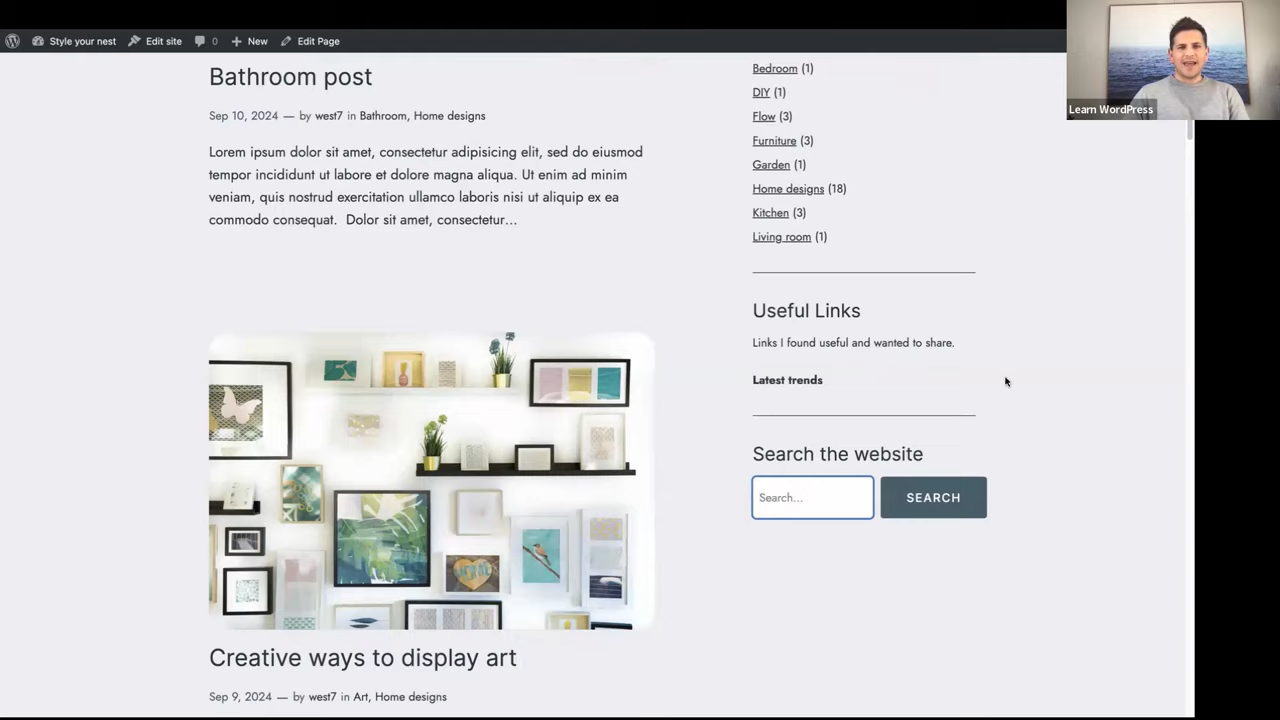 Style your nest
Edit site
0
New
Edit Page
Learn WordPress
Bathroom post
Sep 10, 2024 — by west7 in Bathroom, Home designs
Lorem ipsum dolor sit amet, consectetur adipisicing elit, sed do eiusmod
tempor incididunt ut labore et dolore magna aliqua. Ut enim ad minim
veniam, quis nostrud exercitation ullamco laboris nisi ut aliquip ex ea
commodo consequat. Dolor sit amet, consectetur…
Creative ways to display art
Sep 9, 2024 — by west7 in Art, Home designs
Bedroom (1)
DIY (1)
Flow (3)
Furniture (3)
Garden (1)
Home designs (18)
Kitchen (3)
Living room (1)
Useful Links
Links I found useful and wanted to share.
Latest trends
Search the website
Search...
SEARCH